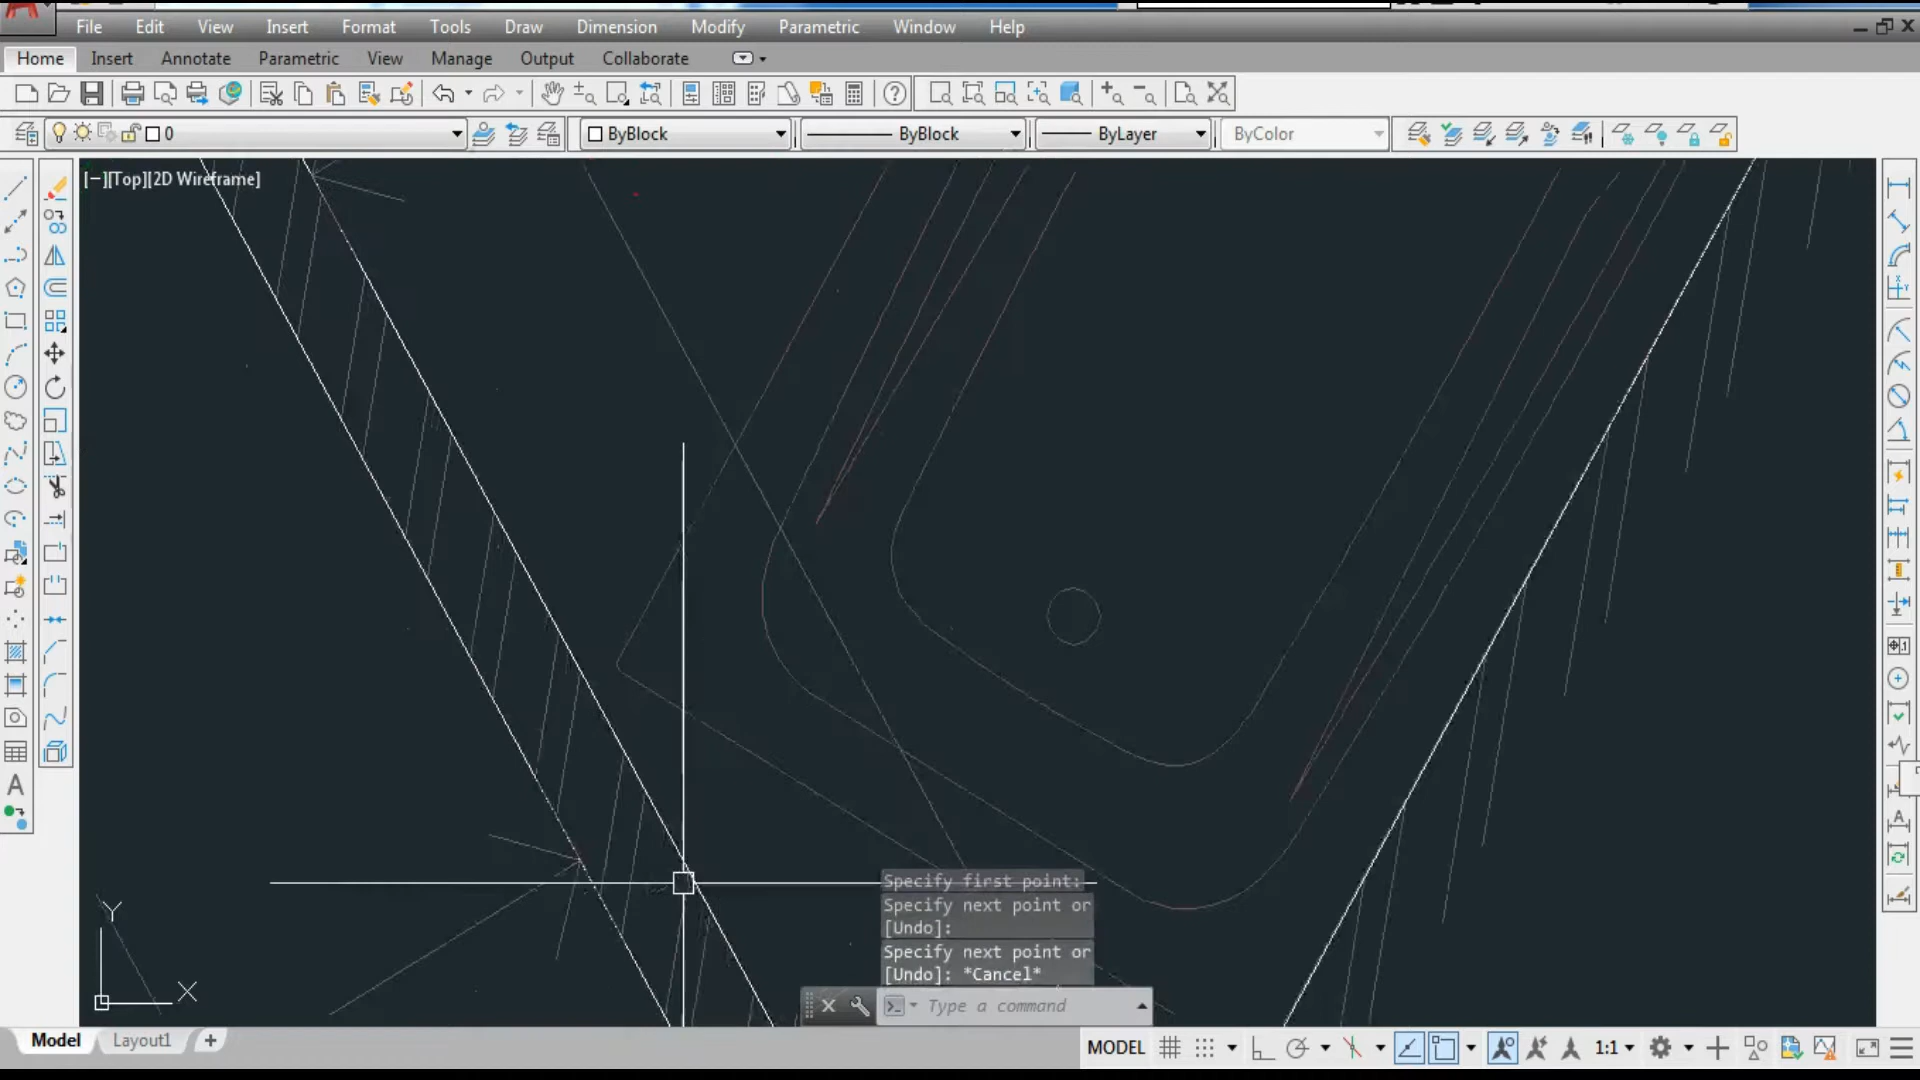 File Edit View Insert Format Tools Draw Dimension Modify Parametric Window Help
Home Insert Annotate Parametric View Manage Output Collaborate
0 ByBlock ByBlock ByLayer ByColor
[−][Top][2D Wireframe]
Specify first point:
Specify next point or
[Undo]:
Specify next point or
[Undo]: *Cancel*
Y
X
Type a command
Model Layout1 +
MODEL 1:1